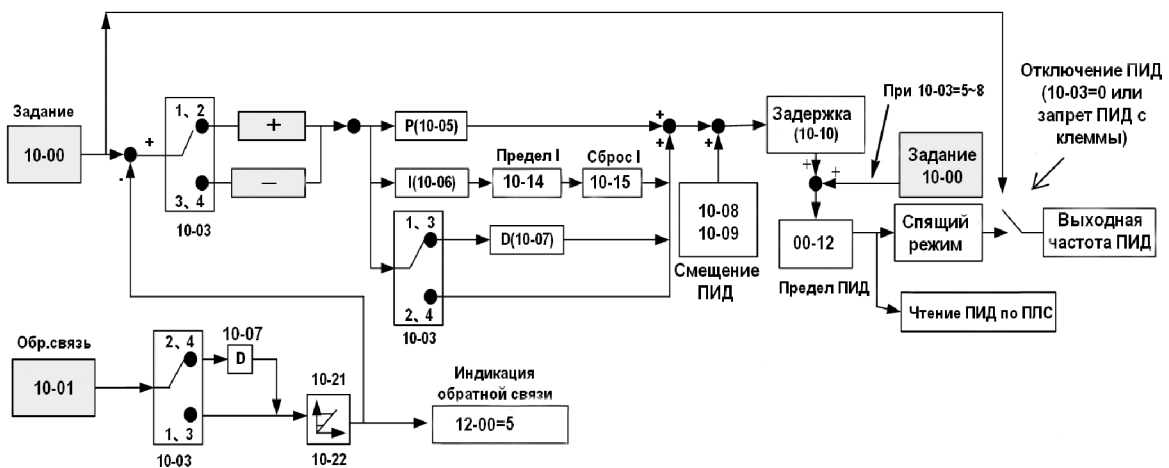 Отключение ПИД
(10-03=0 или
запрет ПИД с
клеммы)
При 10-03=5~8
Задание
10-00
+
-
1、2
3、4
10-03
+
−
P(10-05)
I(10-06)
Предел I
10-14
Сброс I
10-15
1、3
2、4
10-03
D(10-07)
+
+
+
+
10-08
10-09
Смещение
ПИД
Задержка
(10-10)
+
+
Задание
10-00
00-12
Предел ПИД
Спящий
режим
Выходная
частота ПИД
Чтение ПИД по ПЛС
Обр.связь
10-01
2、4
1、3
10-03
10-07
D
10-21
10-22
Индикация
обратной связи
12-00=5